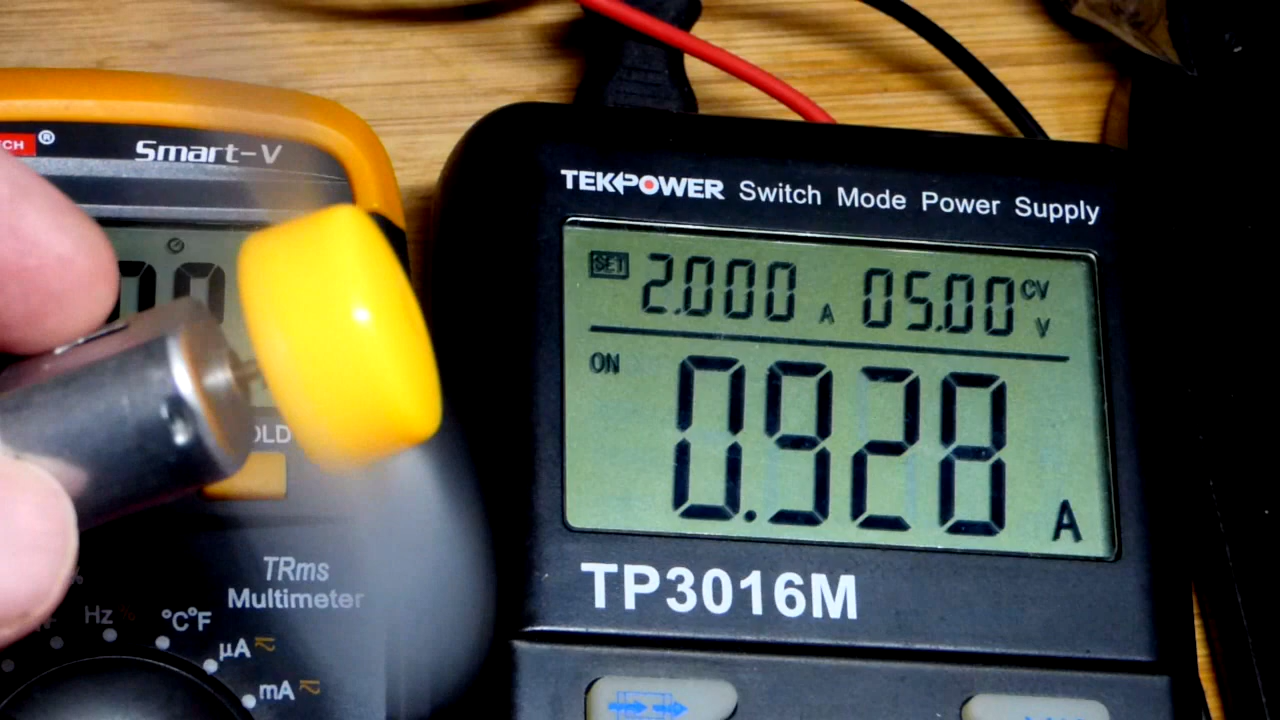 CH®
Smart-V
TRms
Multimeter
Hz
°C°F
µA
mA
TEKPOWER Switch Mode Power Supply
SET 2.000 A 05.00 CV V
ON
0.928 A
TP3016M